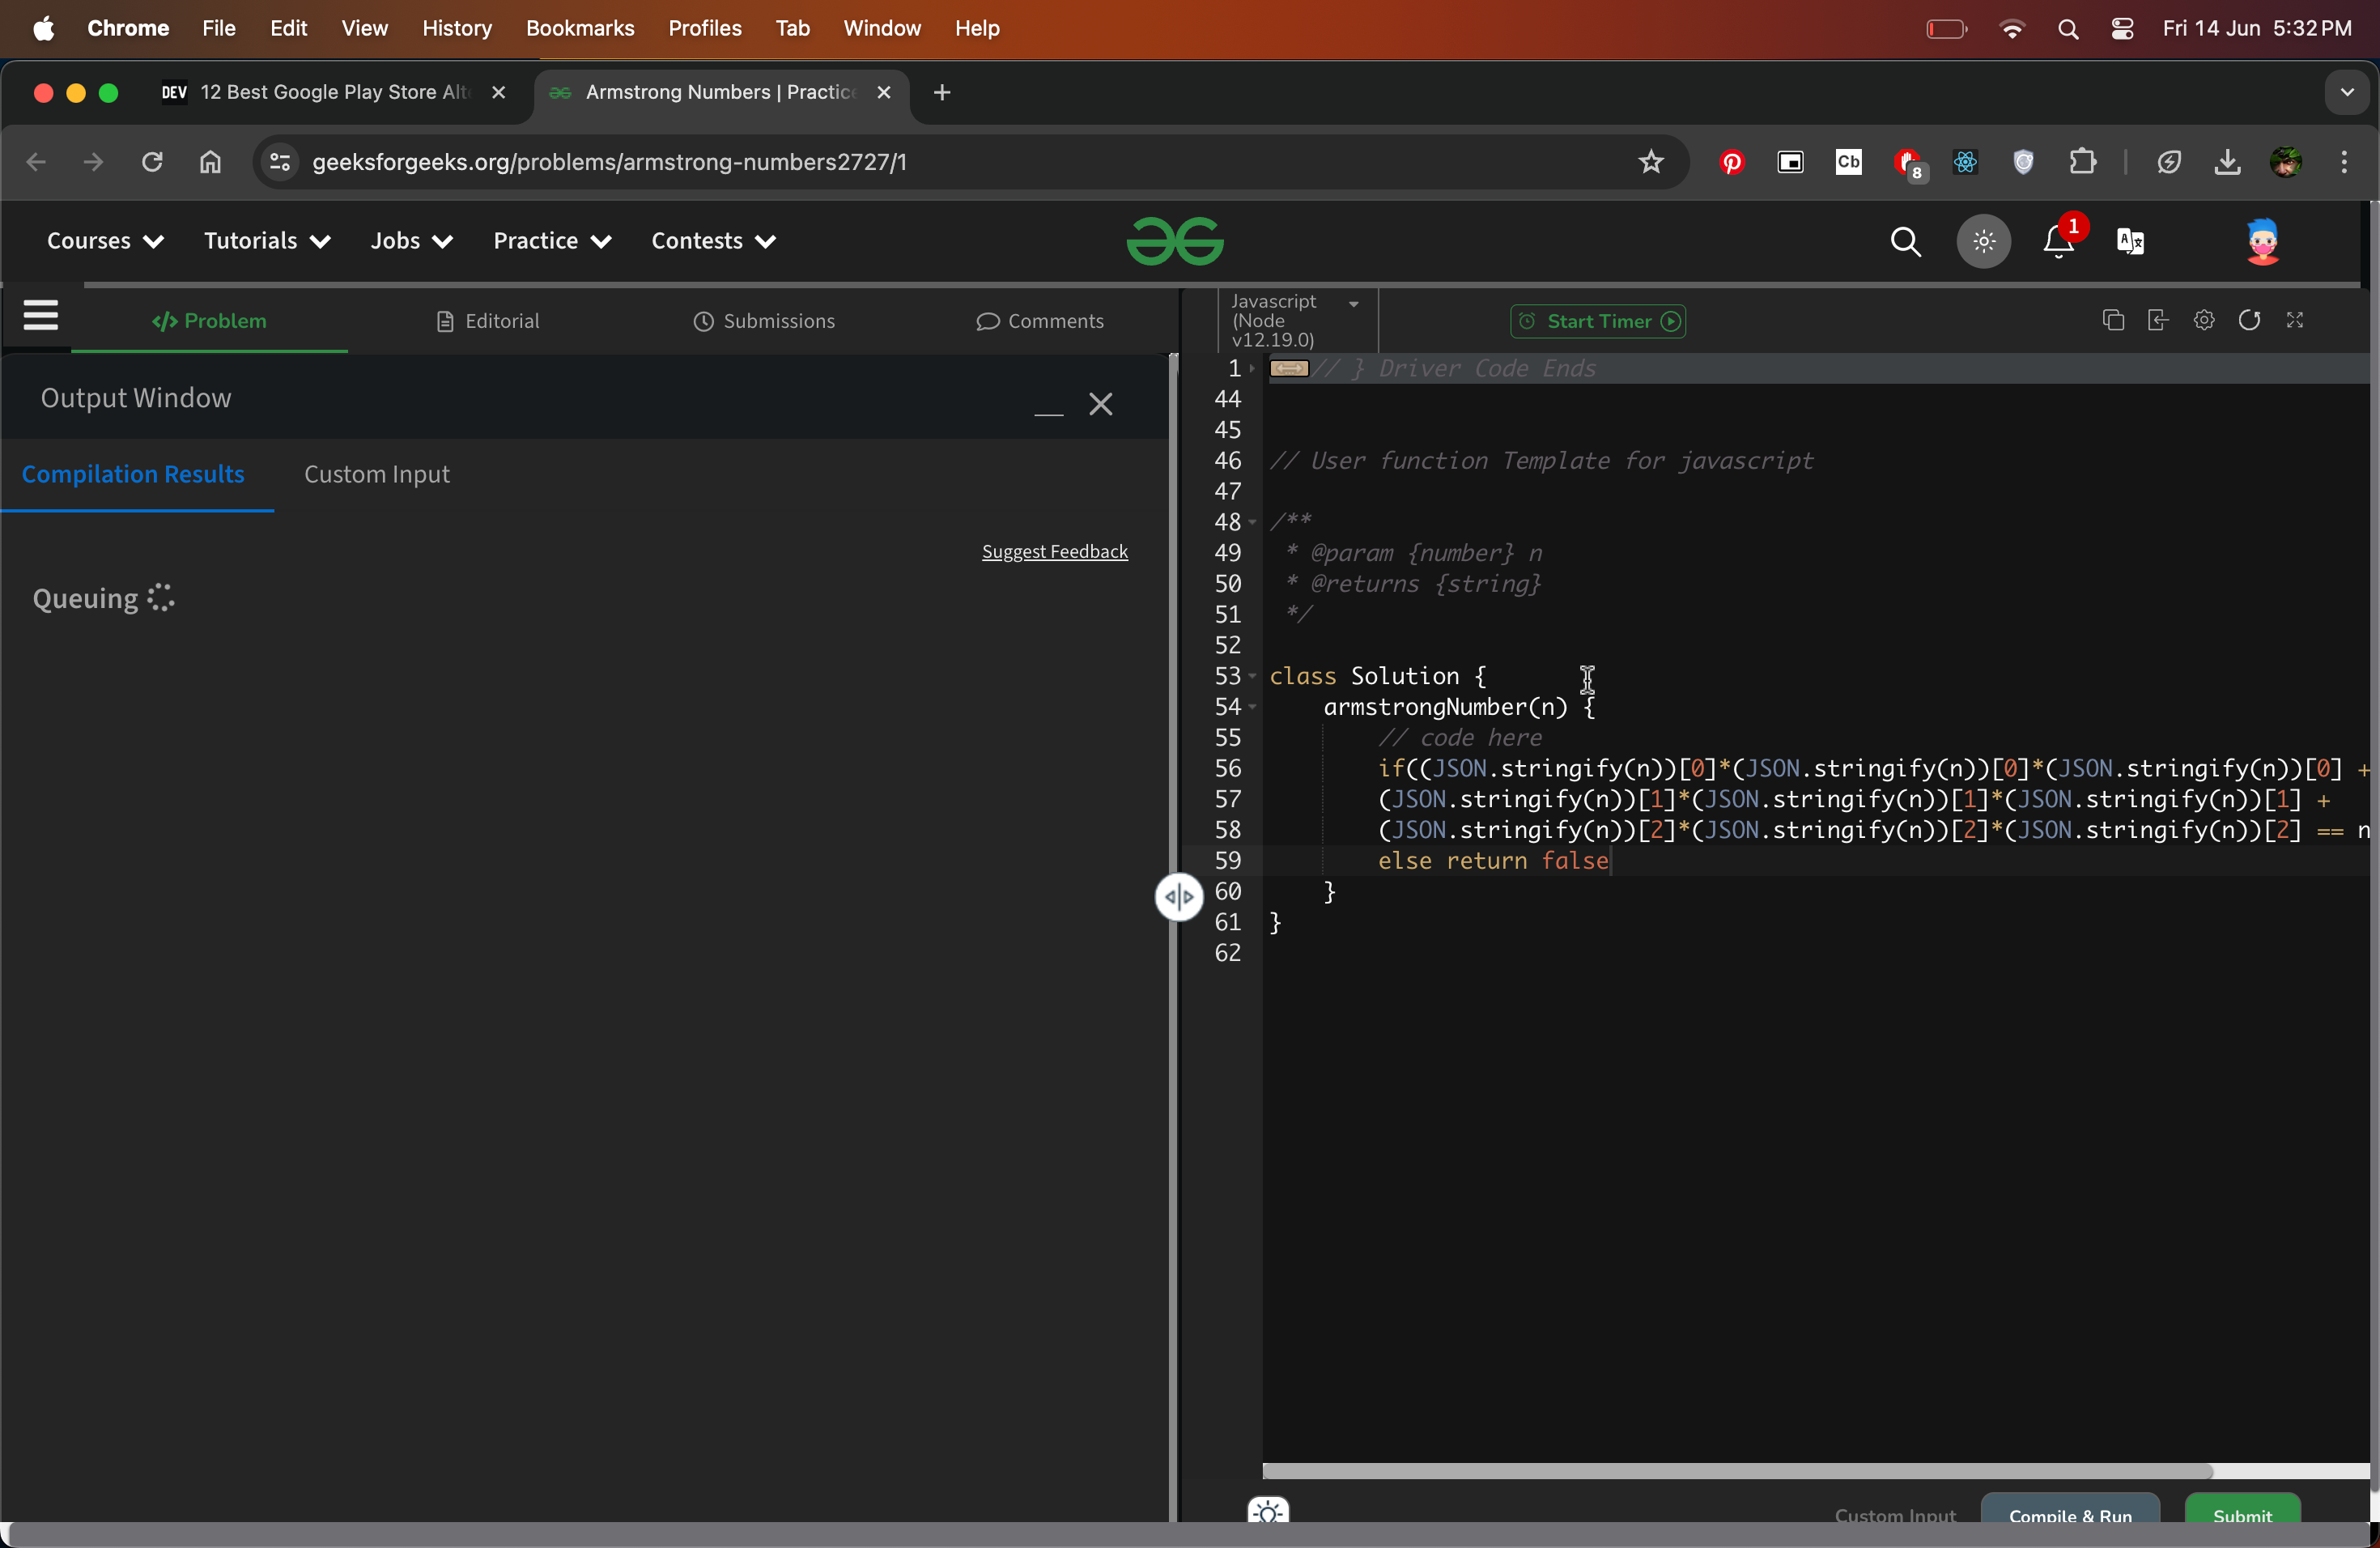 Chrome File Edit View History Bookmarks Profiles Tab Window Help Fri 14 Jun 5:32 PM
DEV 12 Best Google Play Store Alt Armstrong Numbers | Practice
geeksforgeeks.org/problems/armstrong-numbers2727/1 Cb 8
Courses Tutorials Jobs Practice Contests 1
</> Problem Editorial Submissions Comments
Javascript
(Node
v12.19.0)
Start Timer
Output Window
Compilation Results Custom Input
Suggest Feedback
Queuing
1 // } Driver Code Ends
44
45
46 // User function Template for javascript
47
48 /**
49 * @param {number} n
50 * @returns {string}
51 */
52
53 class Solution {
54 armstrongNumber(n) {
55 // code here
56 if((JSON.stringify(n))[0]*(JSON.stringify(n))[0]*(JSON.stringify(n))[0] +
57 (JSON.stringify(n))[1]*(JSON.stringify(n))[1]*(JSON.stringify(n))[1] +
58 (JSON.stringify(n))[2]*(JSON.stringify(n))[2]*(JSON.stringify(n))[2] == n
59 else return false
60 }
61 }
62
Custom Input Compile & Run Submit